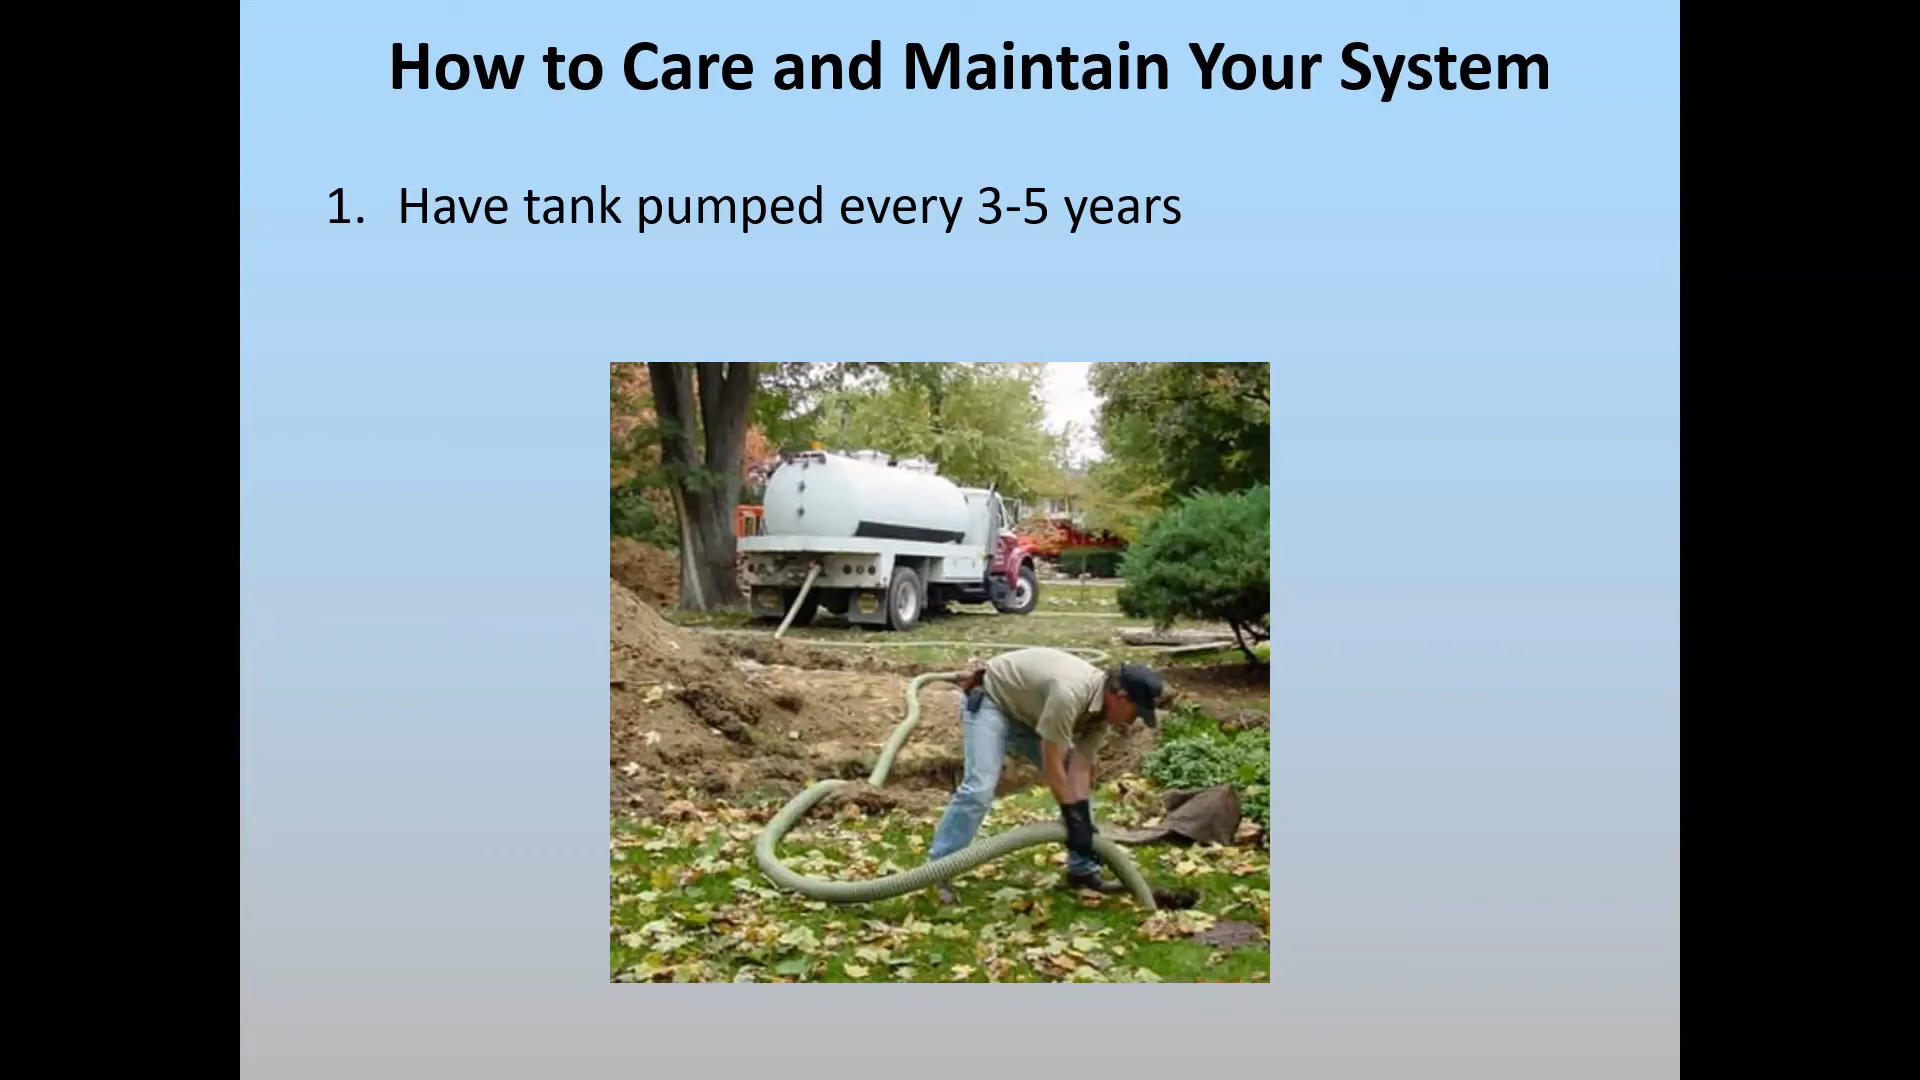 How to Care and Maintain Your System
1. Have tank pumped every 3-5 years